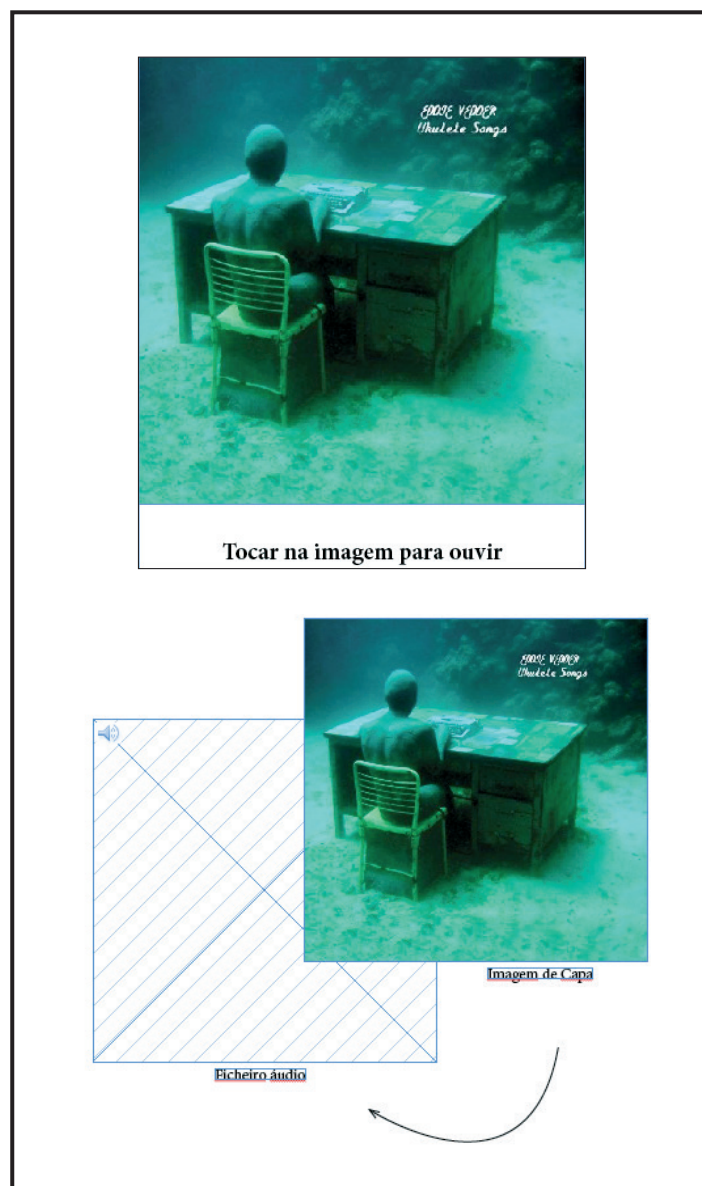 EDDIE VEDDER
Ukulele Songs
Tocar na imagem para ouvir
EDDIE VEDDER
Ukulele Songs
Imagem de Capa
Ficheiro áudio